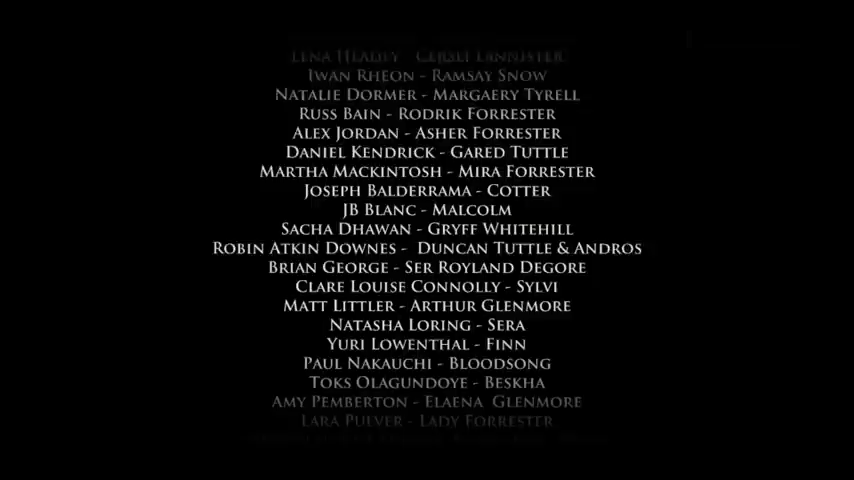 Lena Headey - Cersei Lannister
Iwan Rheon - Ramsay Snow
Natalie Dormer - Margaery Tyrell
Russ Bain - Rodrik Forrester
Alex Jordan - Asher Forrester
Daniel Kendrick - Gared Tuttle
Martha Mackintosh - Mira Forrester
Joseph Balderrama - Cotter
JB Blanc - Malcolm
Sacha Dhawan - Gryff Whitehill
Robin Atkin Downes -  Duncan Tuttle & Andros
Brian George - Ser Royland Degore
Clare Louise Connolly - Sylvi
Matt Littler - Arthur Glenmore
Natasha Loring - Sera
Yuri Lowenthal - Finn
Paul Nakauchi - Bloodsong
Toks Olagundoye - Beskha
Amy Pemberton - Elaena  Glenmore
Lara Pulver - Lady Forrester